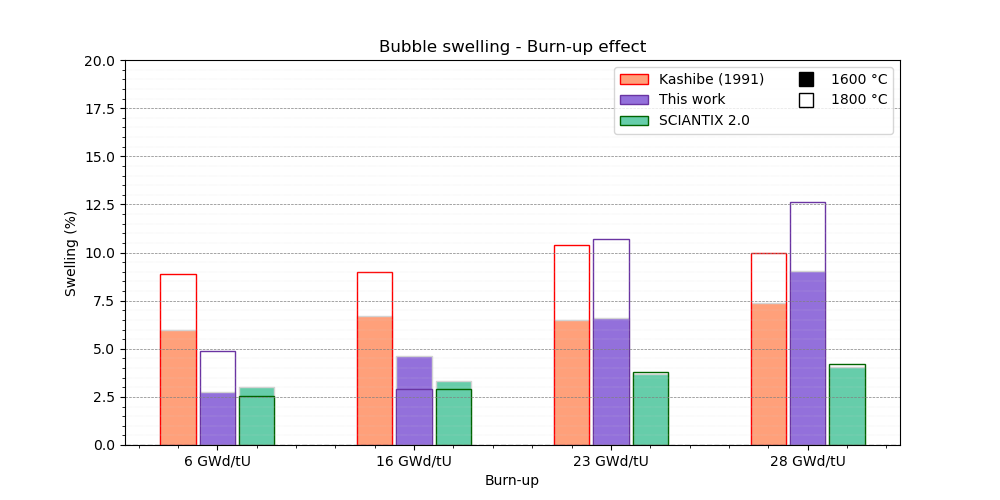 Bubble swelling - Burn-up effect
Kashibe (1991)
This work
SCIANTIX 2.0
1600 °C
1800 °C
Swelling (%)
20.0
17.5
15.0
12.5
10.0
7.5
5.0
2.5
0.0
6 GWd/tU
16 GWd/tU
23 GWd/tU
28 GWd/tU
Burn-up